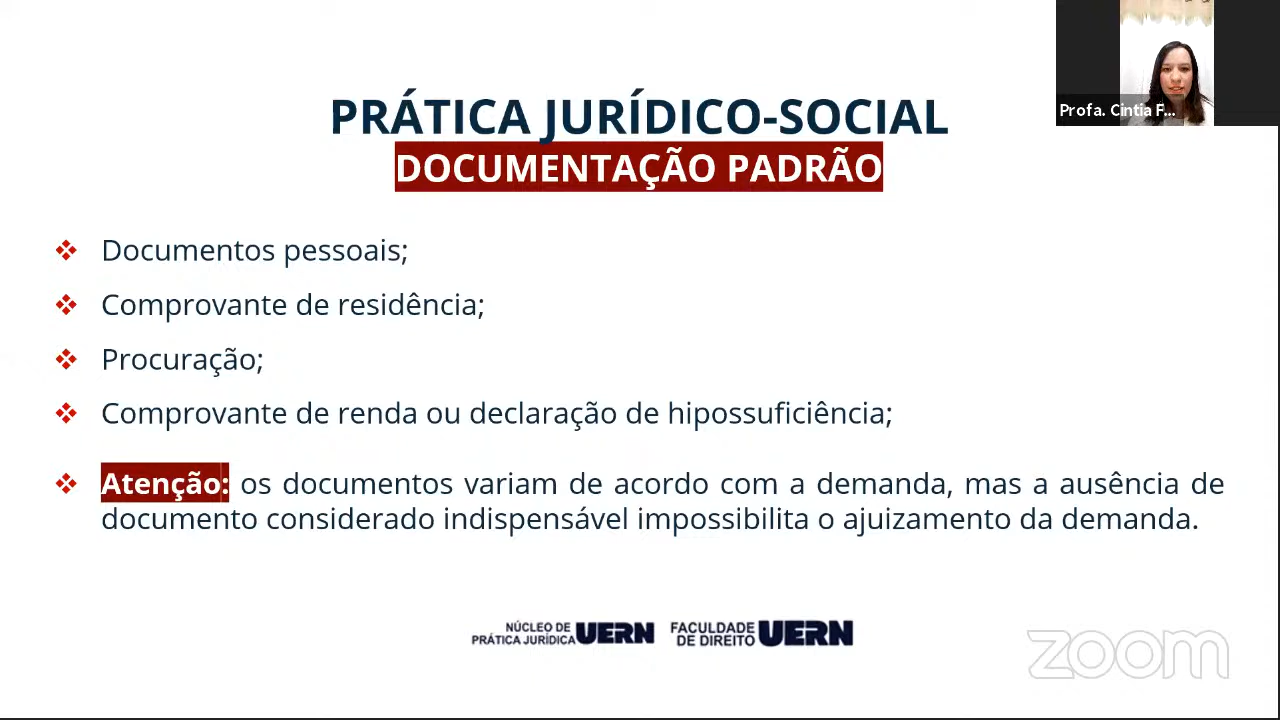 Profa. Cintia F...
PRÁTICA JURÍDICO-SOCIAL
DOCUMENTAÇÃO PADRÃO
❖ Documentos pessoais;
❖ Comprovante de residência;
❖ Procuração;
❖ Comprovante de renda ou declaração de hipossuficiência;
❖ Atenção: os documentos variam de acordo com a demanda, mas a ausência de
documento considerado indispensável impossibilita o ajuizamento da demanda.
NÚCLEO DE
PRÁTICA JURÍDICA UERN
FACULDADE
DE DIREITO UERN
zoom